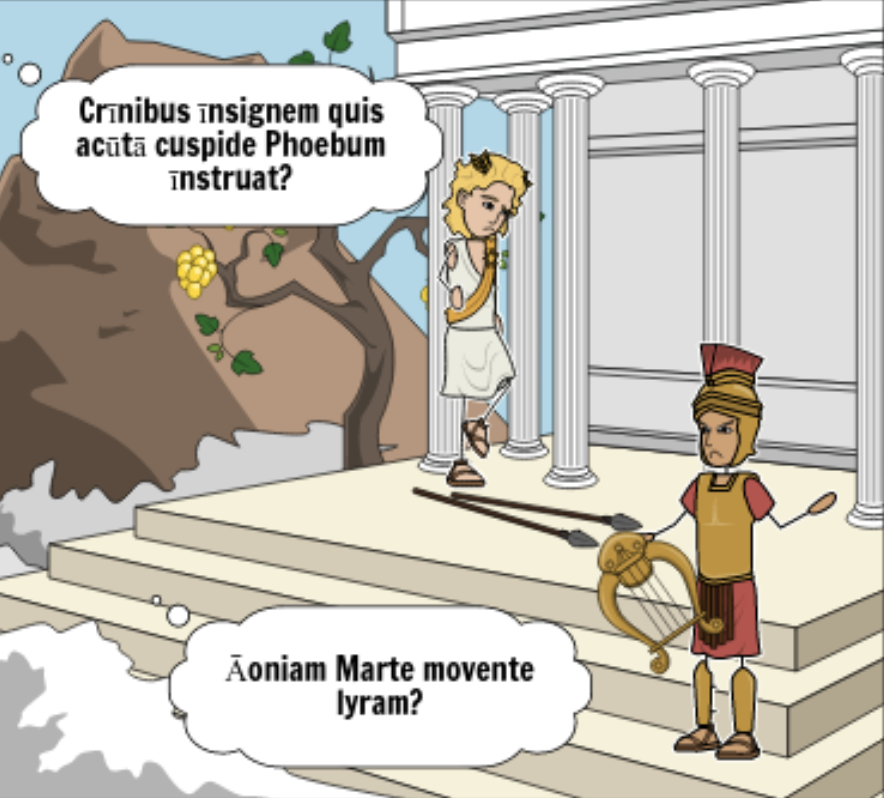 Crīnibus īnsignem quis
acūtā cuspide Phoebum
īnstruat?
Āoniam Marte movente
lyram?